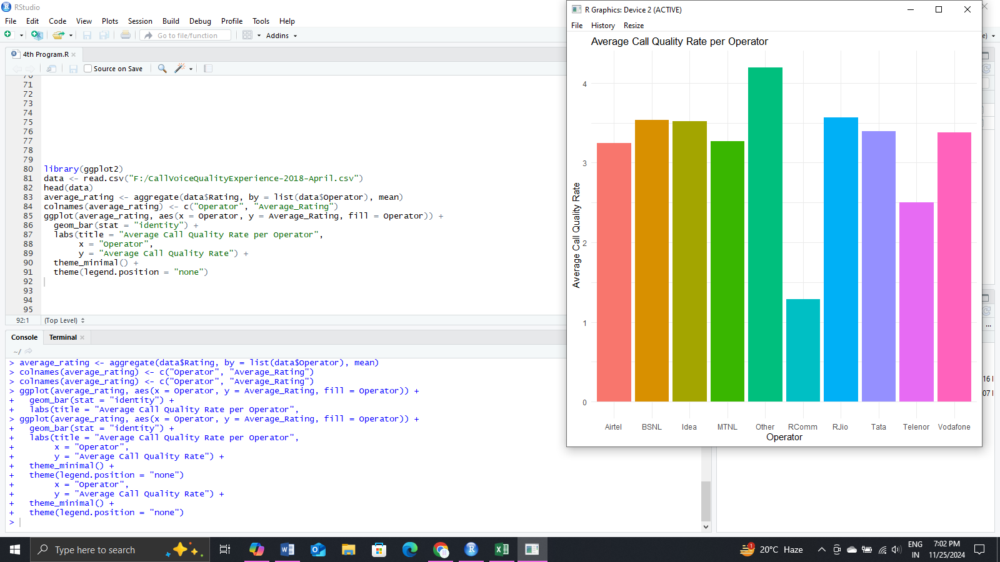 RStudio
File Edit Code View Plots Session Build Debug Profile Tools Help
Go to file/function
Addins
4th Program.R
Source on Save
71
72
73
74
75
76
77
78
79
80 library(ggplot2)
81 data <- read.csv("F:/CallVoiceQualityExperience-2018-April.csv")
82 head(data)
83 average_rating <- aggregate(data$Rating, by = list(data$Operator), mean)
84 colnames(average_rating) <- c("Operator", "Average_Rating")
85 ggplot(average_rating, aes(x = Operator, y = Average_Rating, fill = Operator)) +
86 geom_bar(stat = "identity") +
87 labs(title = "Average Call Quality Rate per Operator",
88 x = "Operator",
89 y = "Average Call Quality Rate") +
90 theme_minimal() +
91 theme(legend.position = "none")
92
93
94
95
92:1 (Top Level)
Console Terminal
~/
> average_rating <- aggregate(data$Rating, by = list(data$Operator), mean)
> colnames(average_rating) <- c("Operator", "Average_Rating")
> colnames(average_rating) <- c("Operator", "Average_Rating")
> ggplot(average_rating, aes(x = Operator, y = Average_Rating, fill = Operator)) +
+ geom_bar(stat = "identity") +
+ labs(title = "Average Call Quality Rate per Operator",
> ggplot(average_rating, aes(x = Operator, y = Average_Rating, fill = Operator)) +
+ geom_bar(stat = "identity") +
+ labs(title = "Average Call Quality Rate per Operator",
+ x = "Operator",
+ y = "Average Call Quality Rate") +
+ theme_minimal() +
+ theme(legend.position = "none")
+ x = "Operator",
+ y = "Average Call Quality Rate") +
+ theme_minimal() +
+ theme(legend.position = "none")
>
R Graphics: Device 2 (ACTIVE)
File History Resize
Average Call Quality Rate per Operator
Average Call Quality Rate
4
3
2
1
0
Airtel BSNL Idea MTNL Other RComm RJio Tata Telenor Vodafone
Operator
e)
...
16
07
Type here to search
1
20°C Haze
ENG
IN
7:02 PM
11/25/2024